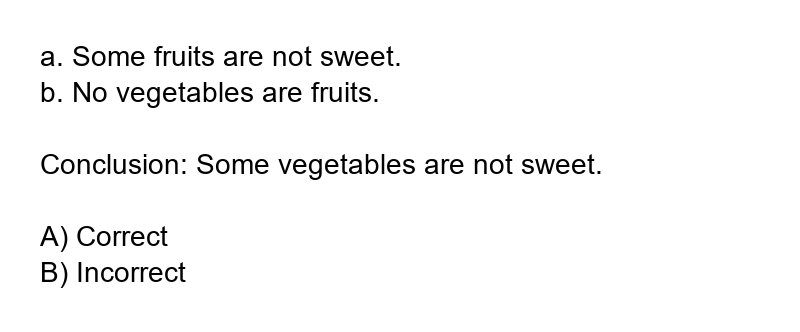 a. Some fruits are not sweet.
b. No vegetables are fruits.
Conclusion: Some vegetables are not sweet.
A) Correct
B) Incorrect